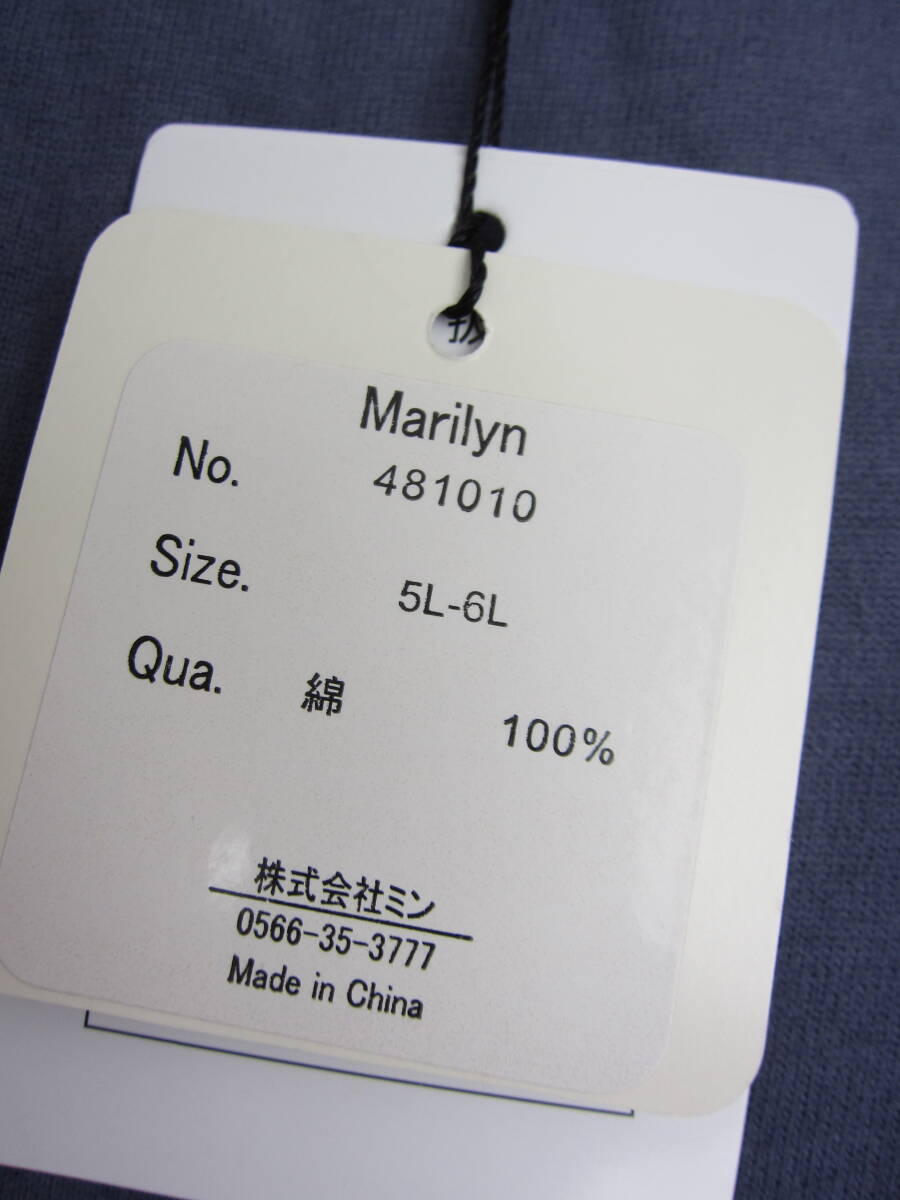 Marilyn
No. 481010
Size. 5L-6L
Qua. 綿 100%
株式会社ミン
0566-35-3777
Made in China